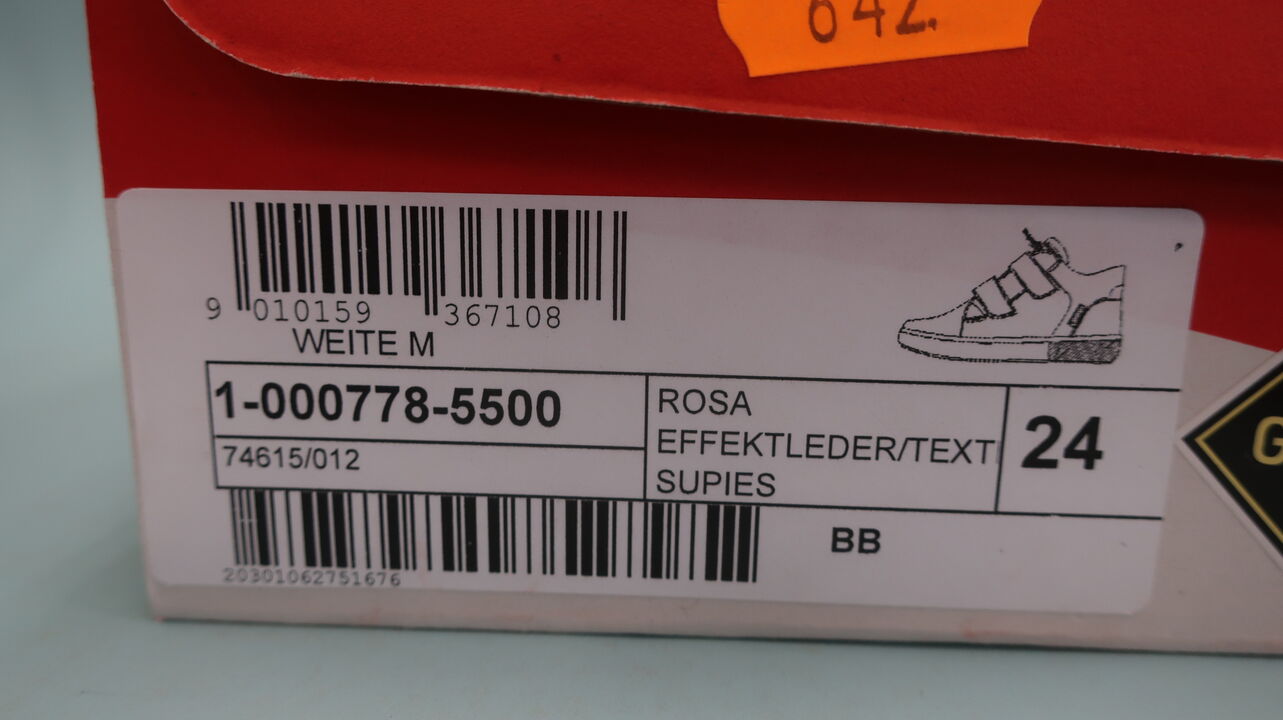 642.
9 010159 367108
WEITE M
1-000778-5500
74615/012
ROSA
EFFEKTLEDER/TEXT
SUPIES
24
BB
20301062751676
G